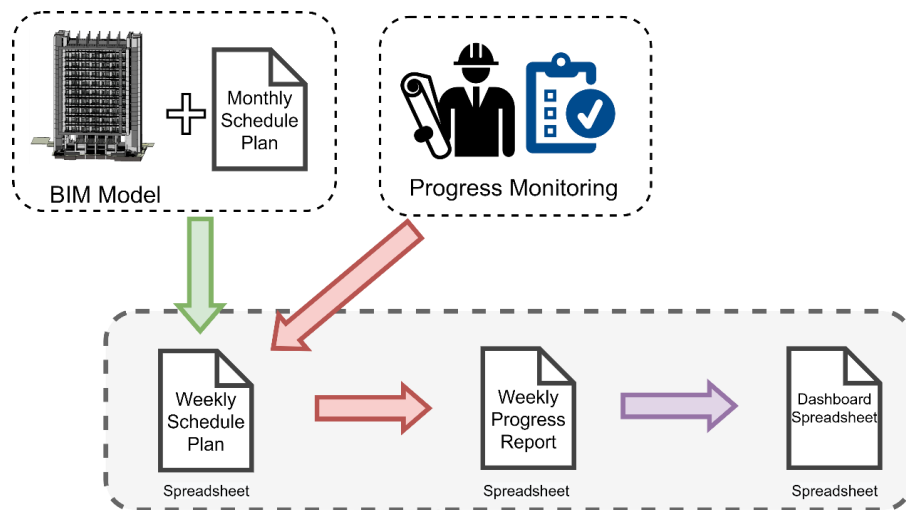 Monthly
Schedule
Plan
BIM Model
Progress Monitoring
Weekly
Schedule
Plan
Spreadsheet
Weekly
Progress
Report
Spreadsheet
Dashboard
Spreadsheet
Spreadsheet